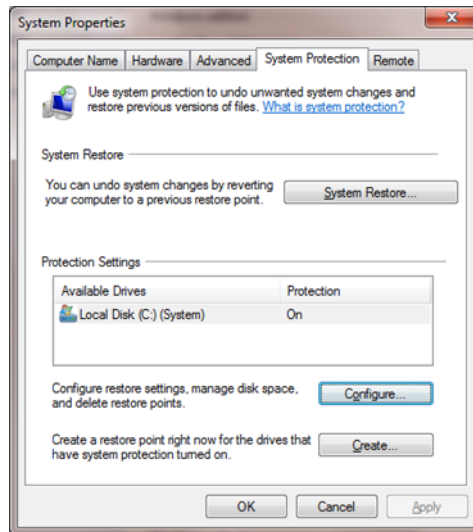 System Properties
Computer Name
Hardware
Advanced
System Protection
Remote
Use system protection to undo unwanted system changes and
restore previous versions of files. What is system protection?
System Restore
You can undo system changes by reverting
your computer to a previous restore point.
System Restore...
Protection Settings
Available Drives
Protection
Local Disk (C:) (System)
On
Configure restore settings, manage disk space,
and delete restore points.
Configure...
Create a restore point right now for the drives that
have system protection turned on.
Create...
OK
Cancel
Apply